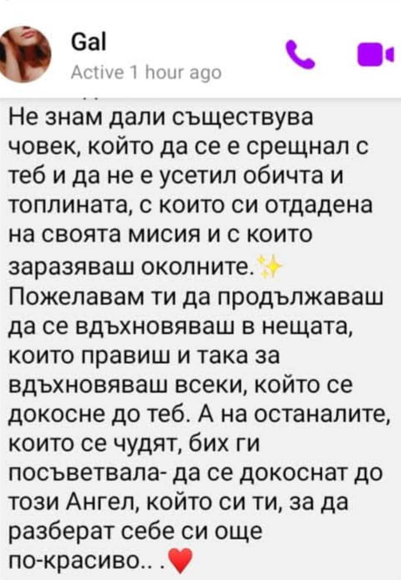 Gal
Active 1 hour ago
Не знам дали съществува
човек, който да се е срещнал с
теб и да не е усетил обичта и
топлината, с които си отдадена
на своята мисия и с които
заразяваш околните.✨
Пожелавам ти да продължаваш
да се вдъхновяваш в нещата,
които правиш и така за
вдъхновяваш всеки, който се
докосне до теб. А на останалите,
които се чудят, бих ги
посъветвала- да се докоснат до
този Ангел, който си ти, за да
разберат себе си още
по-красиво.. .❤️